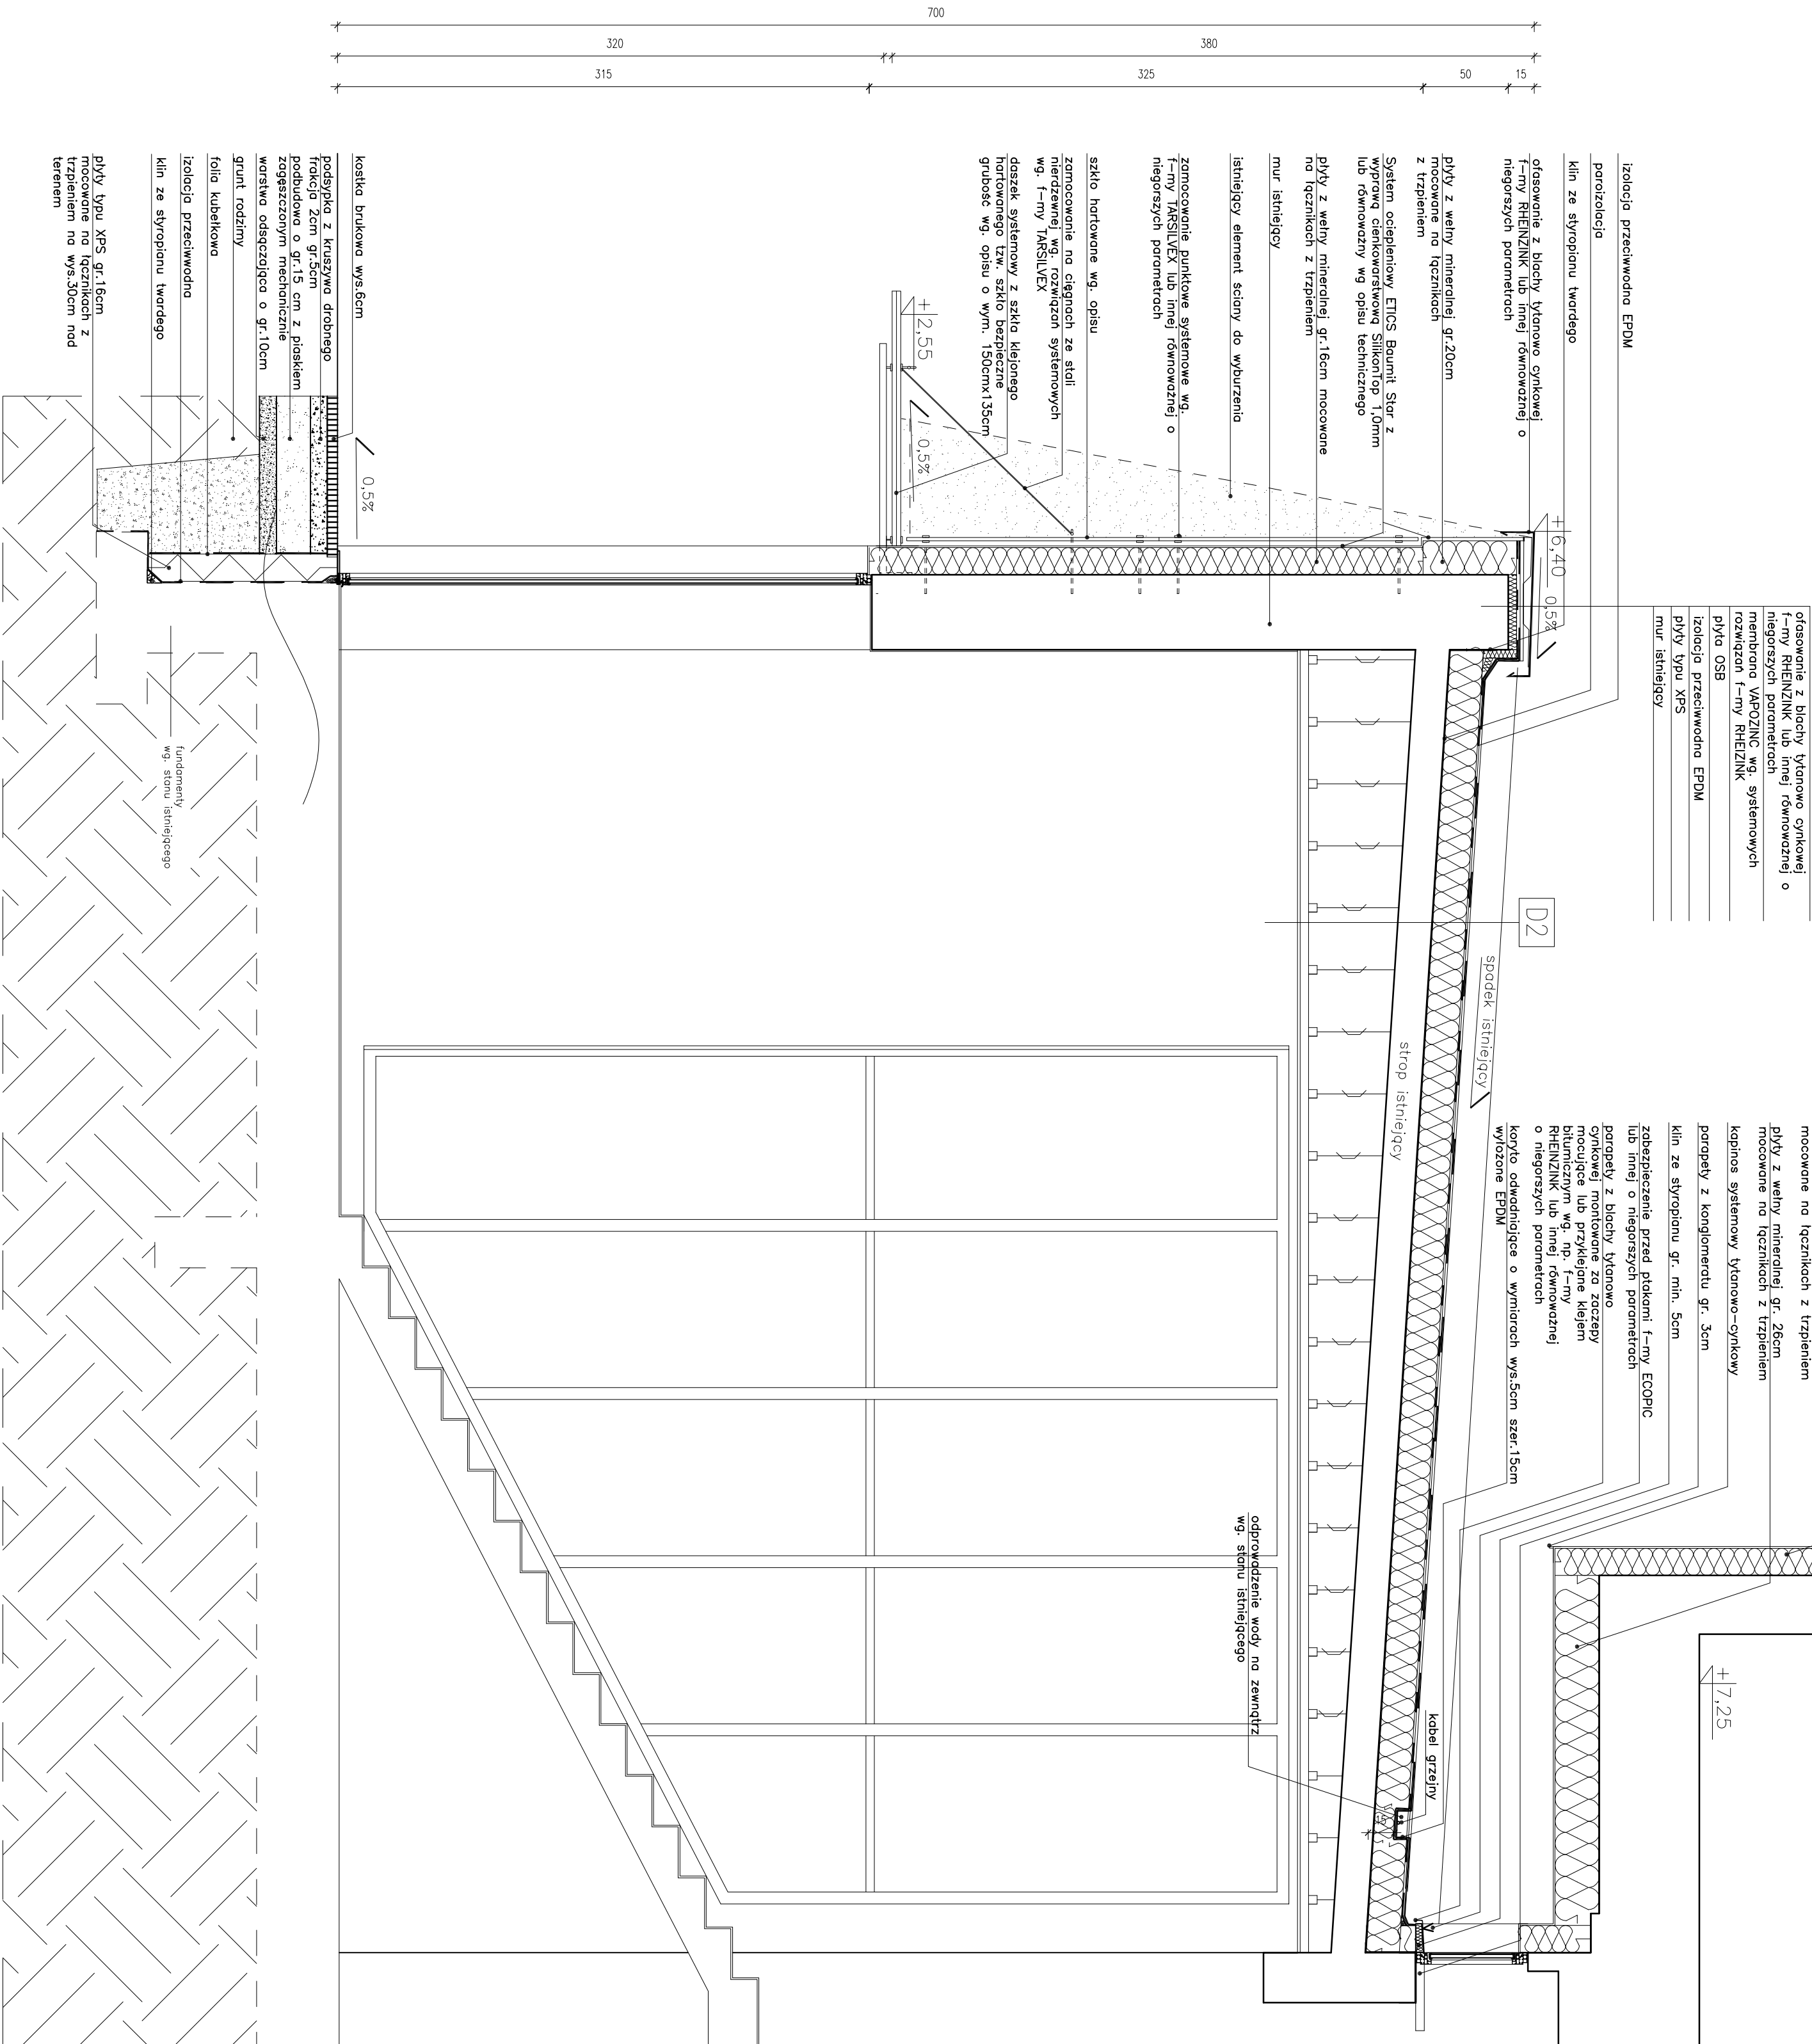 700
320
380
315
325
50
15
izolacja przeciwwodna EPDM
paroizolacja
klin ze styropianu twardego
ofasowanie z blachy tytanowo cynkowej
f-my RHEINZINK lub innej równoważnej o
niegorszych parametrach
płyty z wełny mineralnej gr.20cm
mocowane na łącznikach
z trzpieniem
System ociepleniowy ETICS Baumit Star z
wyprawą cienkowarstwową SilikonTop 1,0mm
lub równoważny wg opisu technicznego
płyty z wełny mineralnej gr.16cm mocowane
na łącznikach z trzpieniem
mur istniejący
istniejący element ściany do wyburzenia
zamocowanie punktowe systemowe wg.
f-my TARSILVEX lub innej równoważnej o
niegorszych parametrach
szkło hartowane wg. opisu
zamocowanie na cięgnach ze stali
nierdzewnej wg. rozwiązań systemowych
wg. f-my TARSILVEX
daszek systemowy z szkła klejonego
hartowanego tzw. szkło bezpieczne
grubość wg. opisu o wym. 150cmx135cm
+2,55
0,5%
+6,40
0,5%
kostka brukowa wys.6cm
podsypka z kruszywa drobnego
frakcja 2cm gr.5cm
podbudowa o gr.15 cm z piaskiem
zagęszczonym mechanicznie
warstwa odsączająca o gr.10cm
grunt rodzimy
folia kubełkowa
izolacja przeciwwodna
klin ze styropianu twardego
płyty typu XPS gr.16cm
mocowane na łącznikach z
trzpieniem na wys.30cm nad
terenem
0,5%
ofasowanie z blachy tytanowo cynkowej
f-my RHEINZINK lub innej równoważnej o
niegorszych parametrach
membrana VAPOZINC wg. systemowych
rozwiązań f-my RHEIZINK
płyta OSB
izolacja przeciwwodna EPDM
płyty typu XPS
mur istniejący
fundamenty
wg. stanu istniejącego
D2
spadek istniejący
strop istniejący
mocowane na łącznikach z trzpieniem
płyty z wełny mineralnej gr. 26cm
mocowane na łącznikach z trzpieniem
kapinos systemowy tytanowo-cynkowy
parapety z konglomeratu gr. 3cm
klin ze styropianu gr. min. 5cm
zabezpieczenie przed ptakami f-my ECOPIC
lub innej o niegorszych parametrach
parapety z blachy tytanowo
cynkowej montowane za zaczepy
mocujące lub przyklejane klejem
bitumicznym wg. np. f-my
RHEINZINK lub innej równoważnej
o niegorszych parametrach
koryto odwadniające o wymiarach wys.5cm szer.15cm
wyłożone EPDM
odprowadzenie wody na zewnątrz
wg. stanu istniejącego
kabel grzejny
+7,25